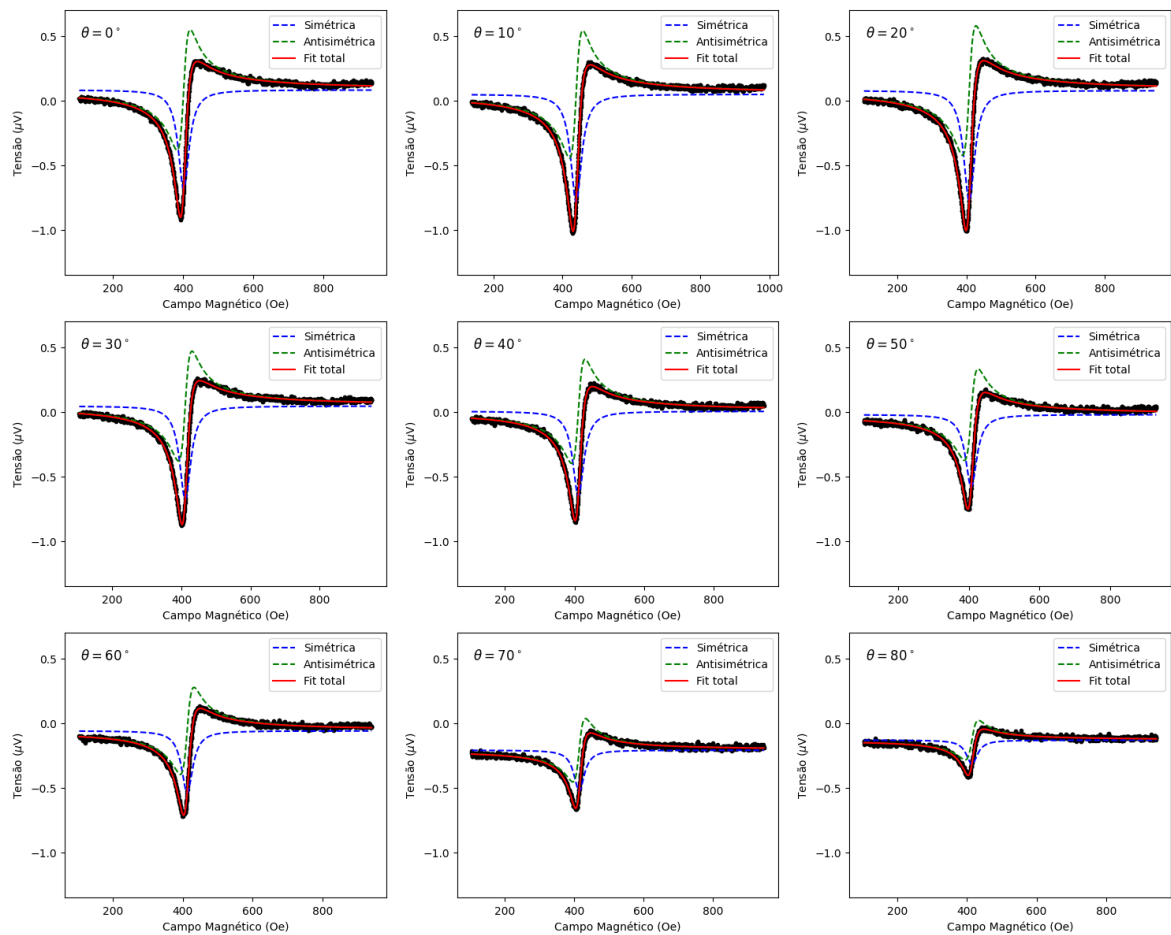 θ = 0°
Simétrica
Antisimétrica
Fit total
0.5
0.0
−0.5
−1.0
Tensão (μV)
200 400 600 800
Campo Magnético (Oe)
θ = 10°
Simétrica
Antisimétrica
Fit total
0.5
0.0
−0.5
−1.0
Tensão (μV)
200 400 600 800 1000
Campo Magnético (Oe)
θ = 20°
Simétrica
Antisimétrica
Fit total
0.5
0.0
−0.5
−1.0
Tensão (μV)
200 400 600 800
Campo Magnético (Oe)
θ = 30°
Simétrica
Antisimétrica
Fit total
0.5
0.0
−0.5
−1.0
Tensão (μV)
200 400 600 800
Campo Magnético (Oe)
θ = 40°
Simétrica
Antisimétrica
Fit total
0.5
0.0
−0.5
−1.0
Tensão (μV)
200 400 600 800
Campo Magnético (Oe)
θ = 50°
Simétrica
Antisimétrica
Fit total
0.5
0.0
−0.5
−1.0
Tensão (μV)
200 400 600 800
Campo Magnético (Oe)
θ = 60°
Simétrica
Antisimétrica
Fit total
0.5
0.0
−0.5
−1.0
Tensão (μV)
200 400 600 800
Campo Magnético (Oe)
θ = 70°
Simétrica
Antisimétrica
Fit total
0.5
0.0
−0.5
−1.0
Tensão (μV)
200 400 600 800
Campo Magnético (Oe)
θ = 80°
Simétrica
Antisimétrica
Fit total
0.5
0.0
−0.5
−1.0
Tensão (μV)
200 400 600 800
Campo Magnético (Oe)